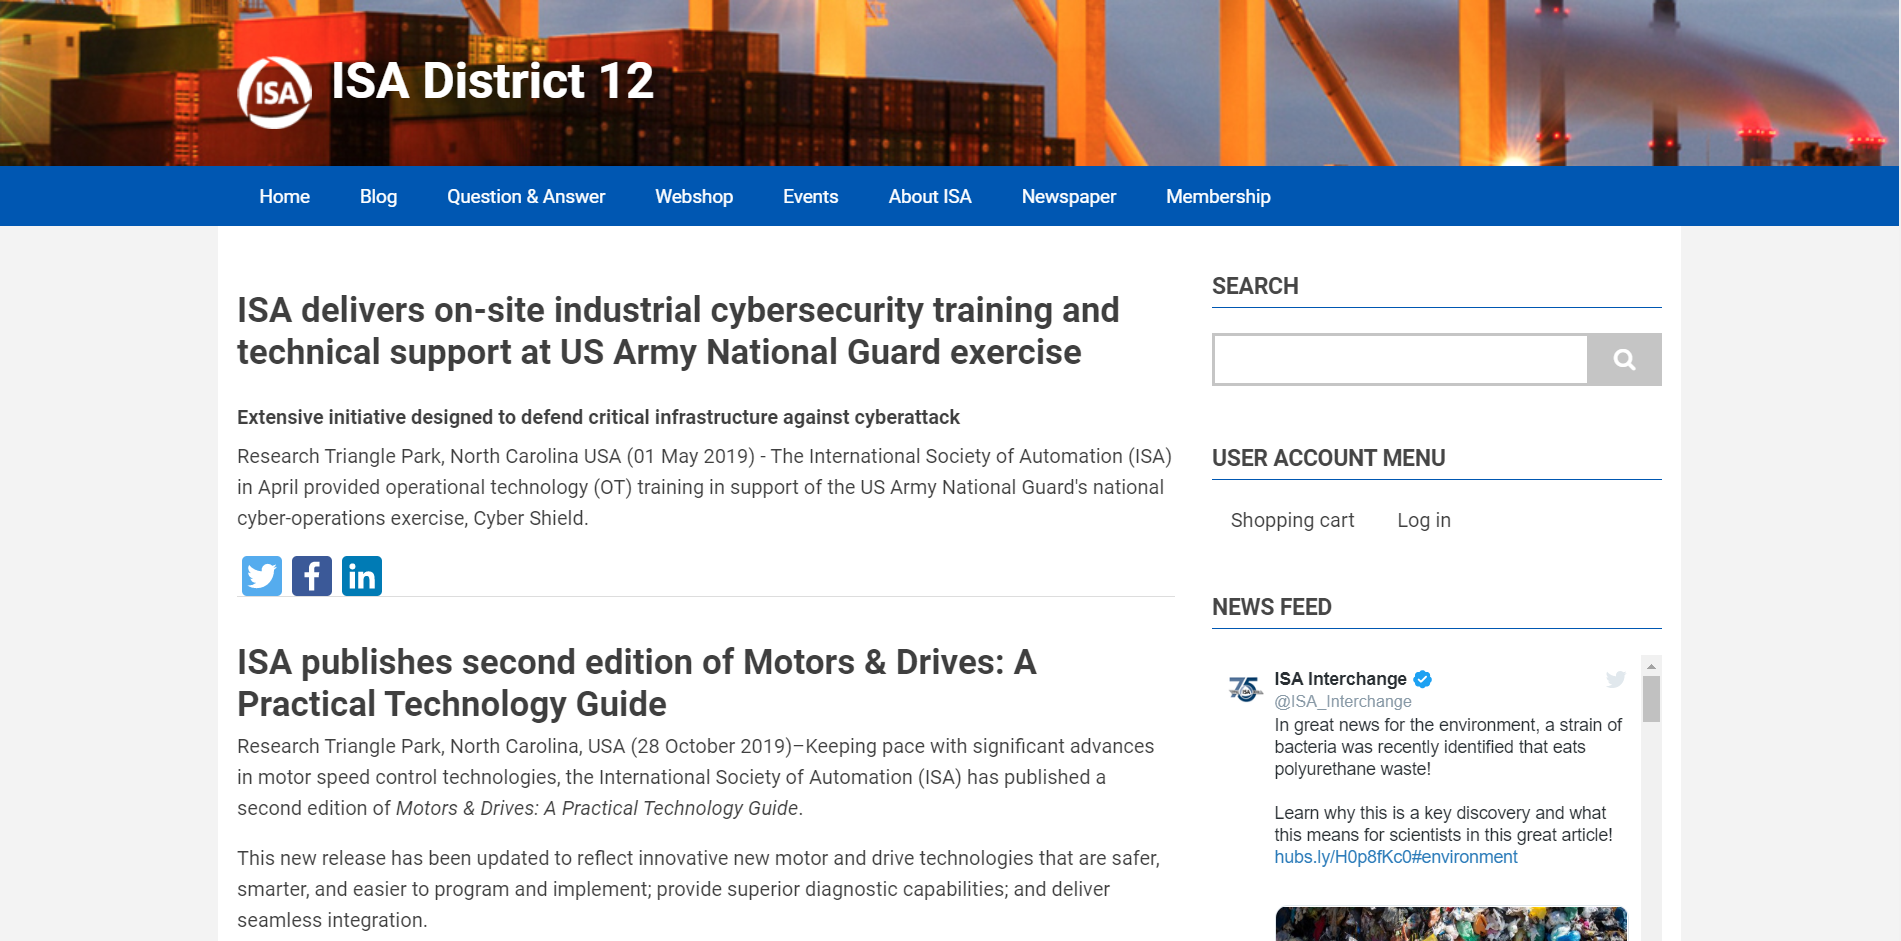 ISA
ISA District 12
Home Blog Question & Answer Webshop Events About ISA Newspaper Membership
ISA delivers on-site industrial cybersecurity training and
technical support at US Army National Guard exercise
Extensive initiative designed to defend critical infrastructure against cyberattack
Research Triangle Park, North Carolina USA (01 May 2019) - The International Society of Automation (ISA)
in April provided operational technology (OT) training in support of the US Army National Guard's national
cyber-operations exercise, Cyber Shield.
ISA publishes second edition of Motors & Drives: A
Practical Technology Guide
Research Triangle Park, North Carolina, USA (28 October 2019)–Keeping pace with significant advances
in motor speed control technologies, the International Society of Automation (ISA) has published a
second edition of Motors & Drives: A Practical Technology Guide.
This new release has been updated to reflect innovative new motor and drive technologies that are safer,
smarter, and easier to program and implement; provide superior diagnostic capabilities; and deliver
seamless integration.
SEARCH
USER ACCOUNT MENU
Shopping cart Log in
NEWS FEED
75
ISA Interchange
@ISA_Interchange
In great news for the environment, a strain of
bacteria was recently identified that eats
polyurethane waste!
Learn why this is a key discovery and what
this means for scientists in this great article!
hubs.ly/H0p8fKc0#environment